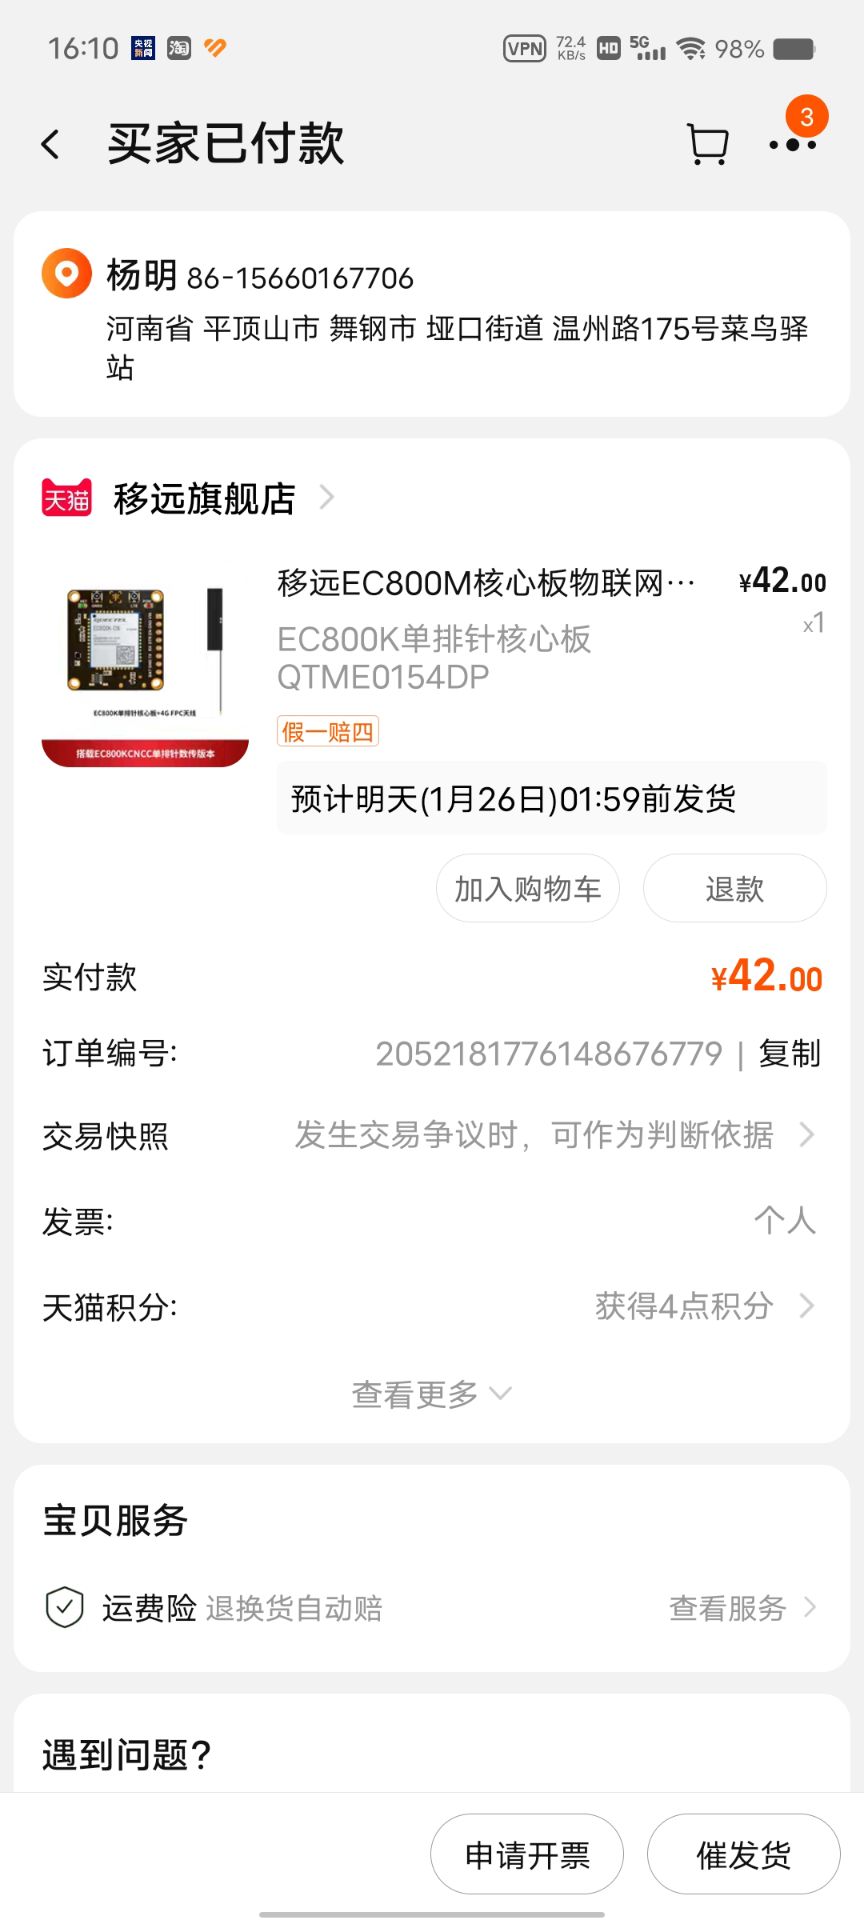 16:10 央视新闻 淘 VPN 72.4 KB/s HD 5G 98%
买家已付款 3
杨明 86-15660167706
河南省 平顶山市 舞钢市 垭口街道 温州路175号菜鸟驿
站
天猫 移远旗舰店
移远EC800M核心板物联网··· ¥42.00
EC800K单排针核心板 x1
QTME0154DP
EC800K单排针核心板+4G FPC天线
搭载EC800KCNCC单排针数传版本
假一赔四
预计明天(1月26日)01:59前发货
加入购物车 退款
实付款 ¥42.00
订单编号: 2052181776148676779 | 复制
交易快照 发生交易争议时，可作为判断依据
发票: 个人
天猫积分: 获得4点积分
查看更多
宝贝服务
运费险 退换货自动赔 查看服务
遇到问题?
申请开票 催发货